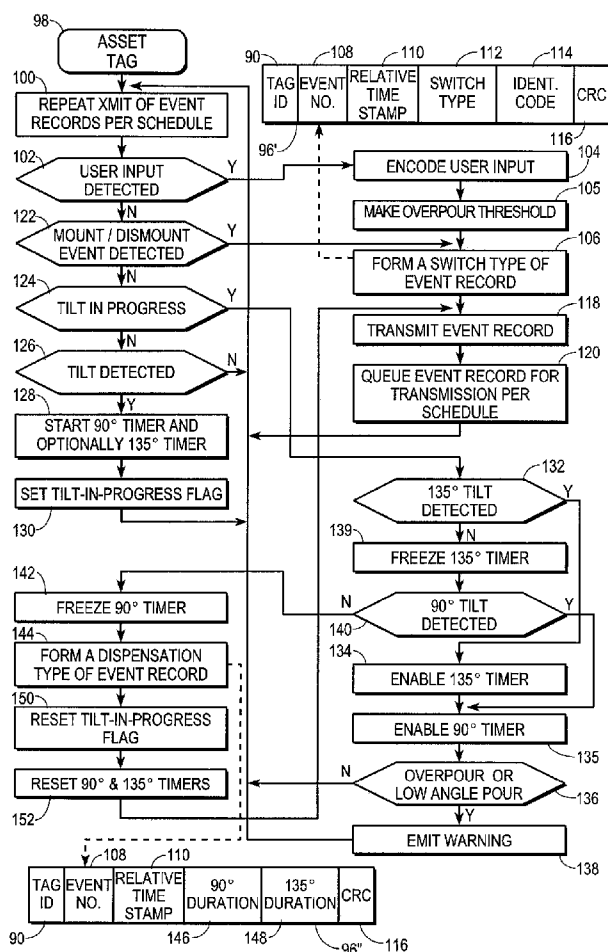 98
ASSET
TAG
100
REPEAT XMIT OF EVENT
RECORDS PER SCHEDULE
102
USER INPUT
DETECTED
Y
N
122
MOUNT / DISMOUNT
EVENT DETECTED
Y
N
124
TILT IN PROGRESS
Y
N
126
TILT DETECTED
N
Y
128
START 90° TIMER AND
OPTIONALLY 135° TIMER
SET TILT-IN-PROGRESS FLAG
130
90
108
110
112
114
TAG
ID
EVENT
NO.
RELATIVE
TIME
STAMP
SWITCH
TYPE
IDENT.
CODE
CRC
96'
116
ENCODE USER INPUT
104
105
MAKE OVERPOUR THRESHOLD
106
FORM A SWITCH TYPE OF
EVENT RECORD
118
TRANSMIT EVENT RECORD
120
QUEUE EVENT RECORD FOR
TRANSMISSION PER
SCHEDULE
132
135° TILT
DETECTED
Y
N
139
FREEZE 135° TIMER
N
90° TILT
DETECTED
Y
140
134
ENABLE 135° TIMER
ENABLE 90° TIMER
135
N
OVERPOUR OR
LOW ANGLE POUR
136
Y
EMIT WARNING
138
142
FREEZE 90° TIMER
144
FORM A DISPENSATION
TYPE OF EVENT RECORD
150
RESET TILT-IN-PROGRESS
FLAG
RESET 90° & 135° TIMERS
152
108
110
TAG
ID
EVENT
NO.
RELATIVE
TIME
STAMP
90°
DURATION
135°
DURATION
CRC
90
146
148
96"
116